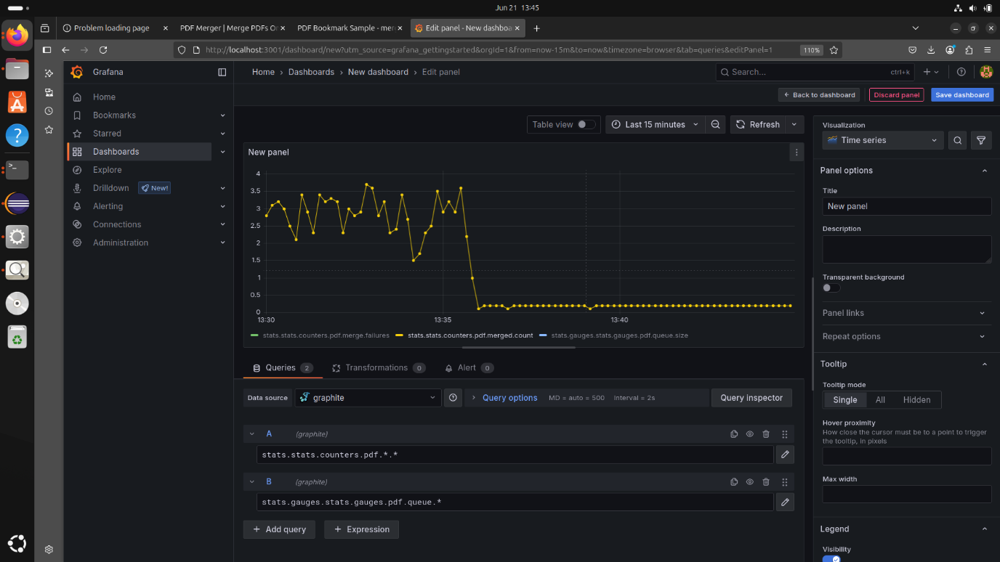 Jun 21 13:45
Problem loading page
PDF Merger | Merge PDFs On
PDF Bookmark Sample - mer
Edit panel - New dashboa
http://localhost:3001/dashboard/new?utm_source=grafana_gettingstarted&orgId=1&from=now-15m&to=now&timezone=browser&tab=queries&editPanel=1
110%
Grafana
Home › Dashboards › New dashboard › Edit panel
Search...
ctrl+k
Back to dashboard
Discard panel
Save dashboard
Home
Bookmarks
Starred
Dashboards
Explore
Drilldown
New!
Alerting
Connections
Administration
Table view
Last 15 minutes
Refresh
New panel
4
3.5
3
2.5
2
1.5
1
0.5
0
13:30
13:35
13:40
stats.stats.counters.pdf.merge.failures
stats.stats.counters.pdf.merged.count
stats.gauges.stats.gauges.pdf.queue.size
Queries 2
Transformations 0
Alert 0
Data source
graphite
Query options
MD = auto = 500
Interval = 2s
Query inspector
A
(graphite)
stats.stats.counters.pdf.*.*
B
(graphite)
stats.gauges.stats.gauges.pdf.queue.*
+ Add query
+ Expression
Visualization
Time series
Panel options
Title
New panel
Description
Transparent background
Panel links
Repeat options
Tooltip
Tooltip mode
Single
All
Hidden
Hover proximity
How close the cursor must be to a point to trigger
the tooltip, in pixels
Max width
Legend
Visibility